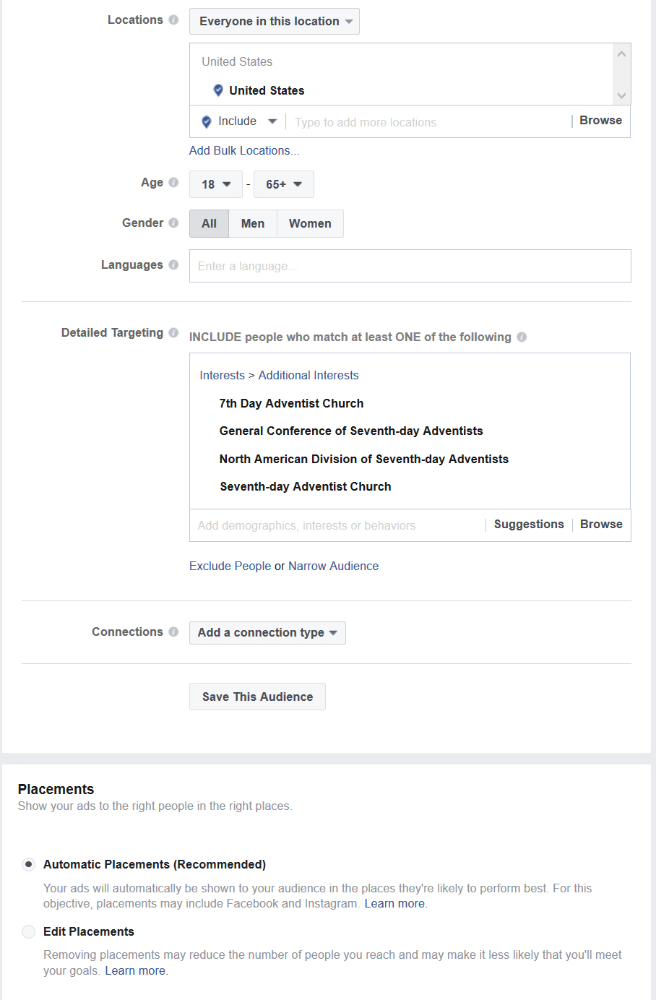 Locations
Everyone in this location
United States
United States
Include
Type to add more locations
Browse
Add Bulk Locations...
Age
18 - 65+
Gender
All Men Women
Languages
Enter a language...
Detailed Targeting
INCLUDE people who match at least ONE of the following
Interests > Additional Interests
7th Day Adventist Church
General Conference of Seventh-day Adventists
North American Division of Seventh-day Adventists
Seventh-day Adventist Church
Add demographics, interests or behaviors
Suggestions
Browse
Exclude People or Narrow Audience
Connections
Add a connection type
Save This Audience
Placements
Show your ads to the right people in the right places.
Automatic Placements (Recommended)
Your ads will automatically be shown to your audience in the places they're likely to perform best. For this
objective, placements may include Facebook and Instagram. Learn more.
Edit Placements
Removing placements may reduce the number of people you reach and may make it less likely that you'll meet
your goals. Learn more.